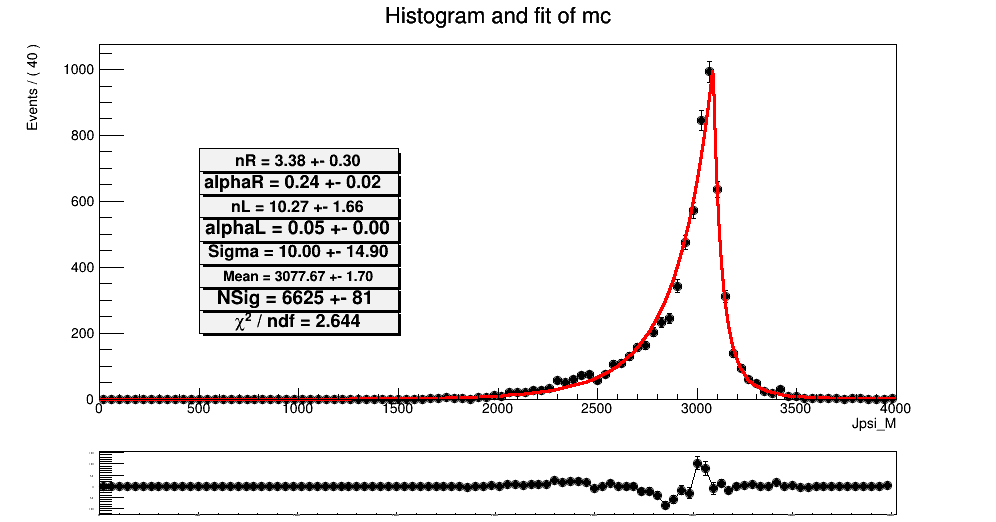 Histogram and fit of mc
Events / ( 40 )
1000
800
600
400
200
0
nR = 3.38 +- 0.30
alphaR = 0.24 +- 0.02
nL = 10.27 +- 1.66
alphaL = 0.05 +- 0.00
Sigma = 10.00 +- 14.90
Mean = 3077.67 +- 1.70
NSig = 6625 +- 81
χ² / ndf = 2.644
0 500 1000 1500 2000 2500 3000 3500 4000
Jpsi_M